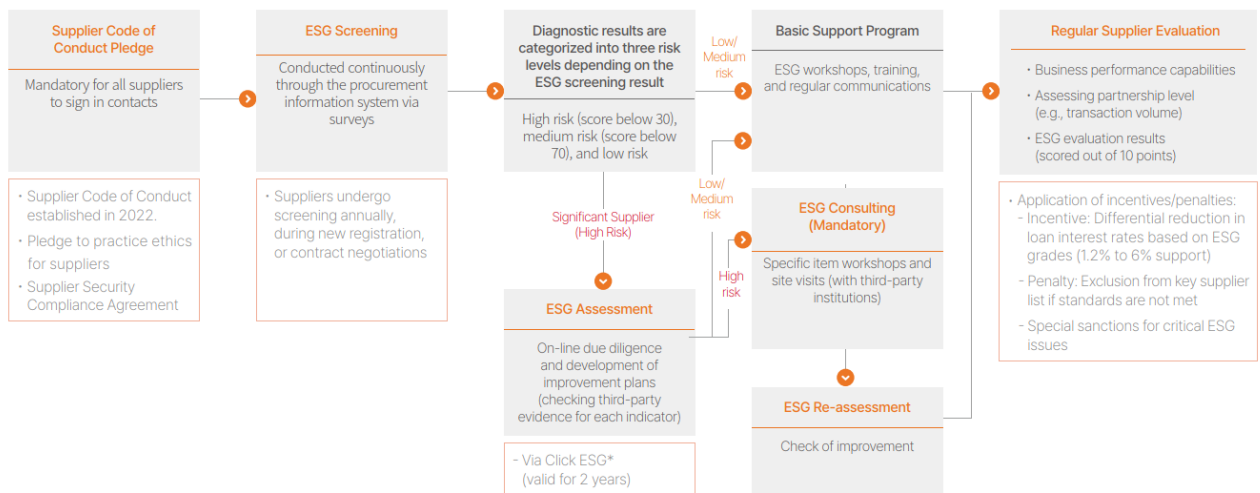 Supplier Code of
Conduct Pledge
Mandatory for all suppliers
to sign in contacts
• Supplier Code of Conduct
established in 2022.
• Pledge to practice ethics
for suppliers
• Supplier Security
Compliance Agreement
ESG Screening
Conducted continuously
through the procurement
information system via
surveys
• Suppliers undergo
screening annually,
during new registration,
or contract negotiations
Diagnostic results are
categorized into three risk
levels depending on the
ESG screening result
High risk (score below 30),
medium risk (score below
70), and low risk
Significant Supplier
(High Risk)
ESG Assessment
On-line due diligence
and development of
improvement plans
(checking third-party
evidence for each indicator)
- Via Click ESG*
(valid for 2 years)
Low/
Medium
risk
Low/
Medium
risk
High
risk
Basic Support Program
ESG workshops, training,
and regular communications
ESG Consulting
(Mandatory)
Specific item workshops and
site visits (with third-party
institutions)
ESG Re-assessment
Check of improvement
Regular Supplier Evaluation
• Business performance capabilities
• Assessing partnership level
(e.g., transaction volume)
• ESG evaluation results
(scored out of 10 points)
• Application of incentives/penalties:
- Incentive: Differential reduction in
loan interest rates based on ESG
grades (1.2% to 6% support)
- Penalty: Exclusion from key supplier
list if standards are not met
- Special sanctions for critical ESG
issues